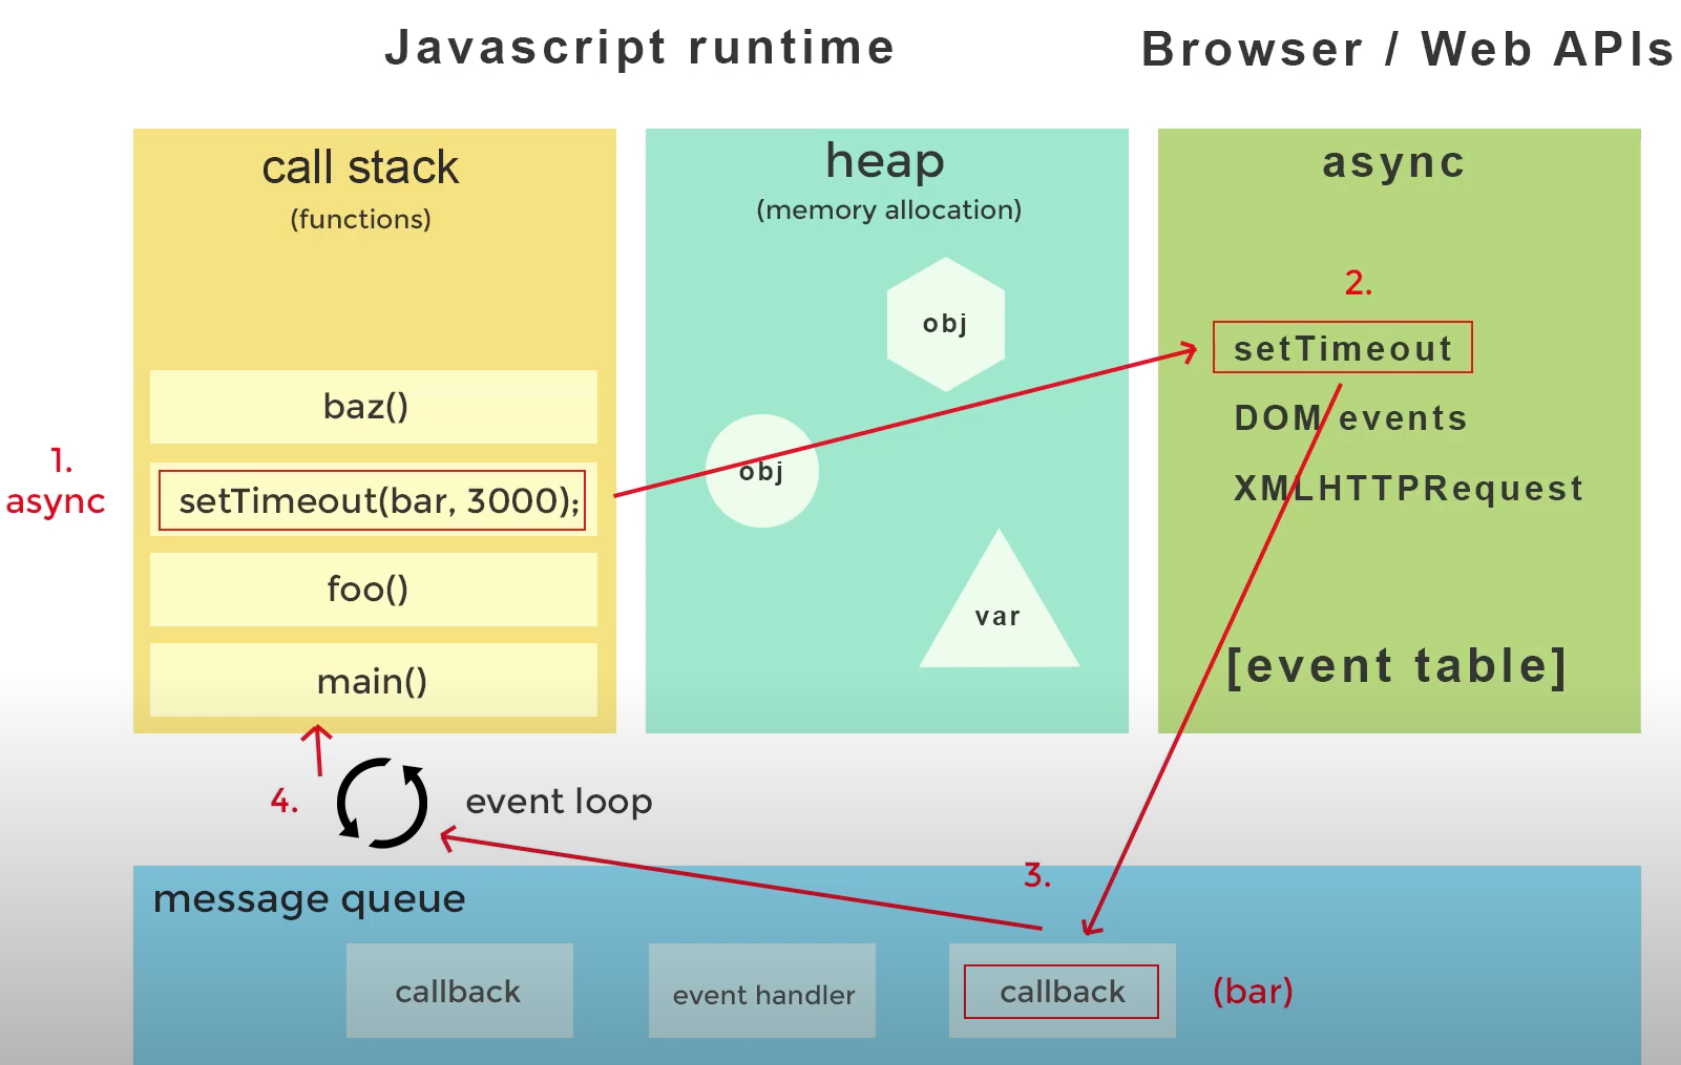 Javascript runtime
Browser / Web APIs
call stack
(functions)
baz()
1.
async
setTimeout(bar, 3000);
foo()
main()
heap
(memory allocation)
obj
obj
var
async
2.
setTimeout
DOM events
XMLHTTPRequest
[event table]
4.
event loop
3.
message queue
callback
event handler
callback
(bar)